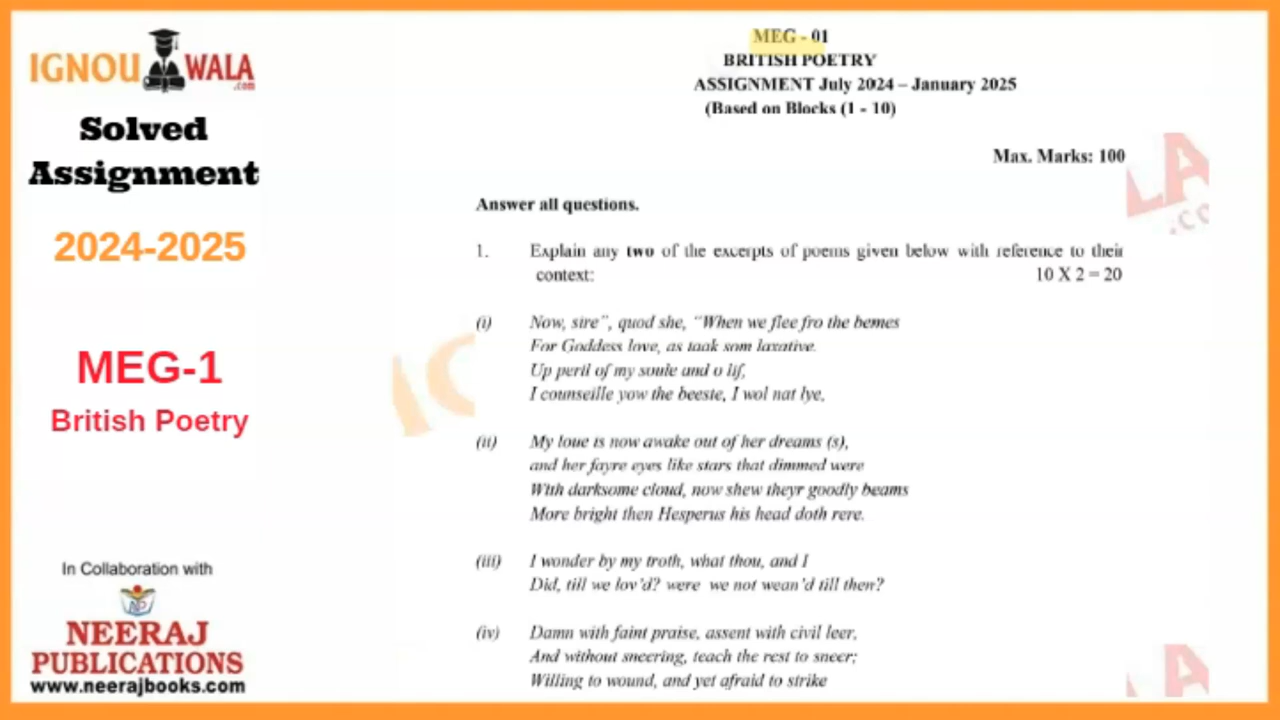 IGNOU WALA
.com
Solved
Assignment
2024-2025
MEG-1
British Poetry
In Collaboration with
NP
NEERAJ
PUBLICATIONS
www.neerajbooks.com
MEG - 01
BRITISH POETRY
ASSIGNMENT July 2024 – January 2025
(Based on Blocks (1 - 10)
Max. Marks: 100
Answer all questions.
1. Explain any two of the excerpts of poems given below with reference to their
context: 10 X 2 = 20
(i) Now, sire", quod she, "When we flee fro the bemes
For Goddess love, as taak som laxative.
Up peril of my soule and o lif,
I counseille yow the beeste, I wol nat lye,
(ii) My loue is now awake out of her dreams (s),
and her fayre eyes like stars that dimmed were
With darksome cloud, now shew theyr goodly beams
More bright then Hesperus his head doth rere.
(iii) I wonder by my troth, what thou, and I
Did, till we lov'd? were we not wean'd till then?
(iv) Damn with faint praise, assent with civil leer,
And without sneering, teach the rest to sneer;
Willing to wound, and yet afraid to strike
IG
LA
.co
LA